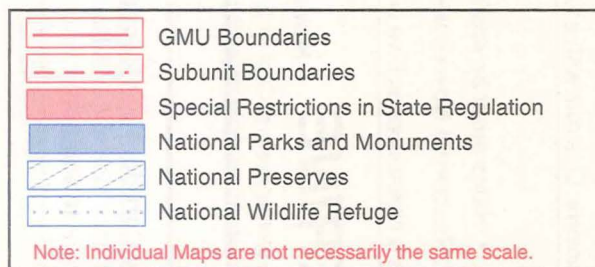 GMU Boundaries
Subunit Boundaries
Special Restrictions in State Regulation
National Parks and Monuments
National Preserves
National Wildlife Refuge
Note: Individual Maps are not necessarily the same scale.